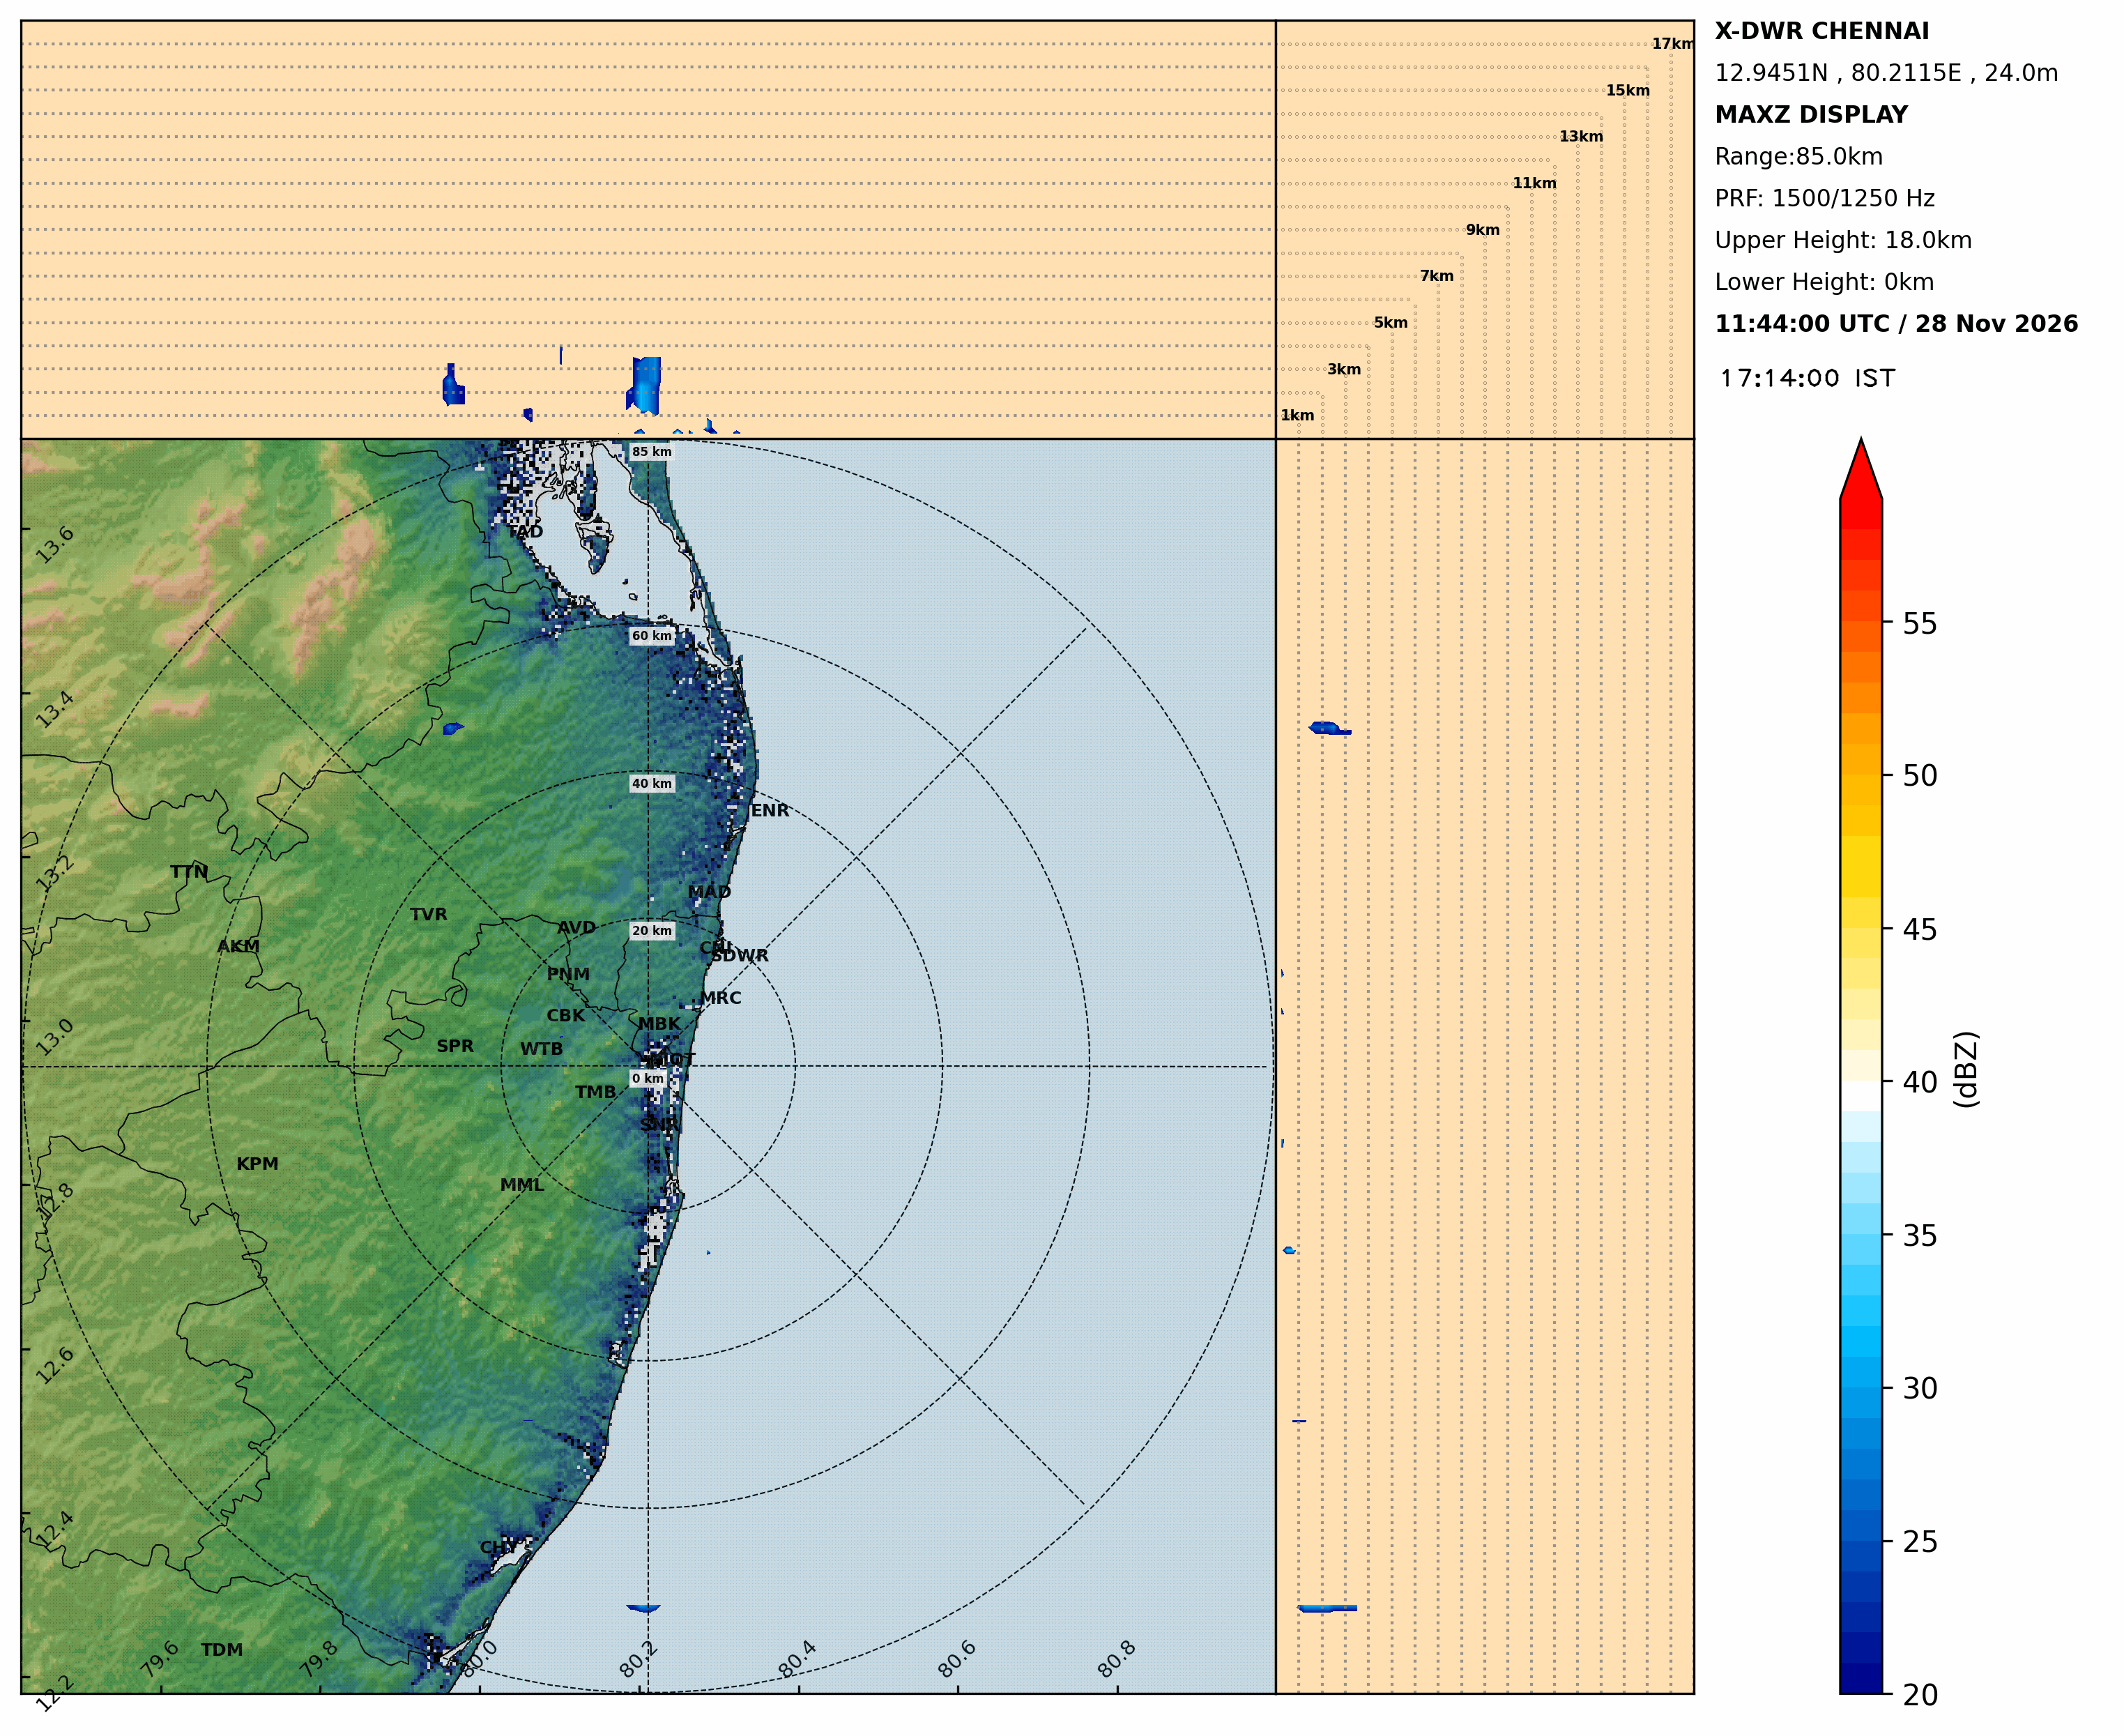 17km
15km
13km
11km
9km
7km
5km
3km
1km
X-DWR CHENNAI
12.9451N , 80.2115E , 24.0m
MAXZ DISPLAY
Range:85.0km
PRF: 1500/1250 Hz
Upper Height: 18.0km
Lower Height: 0km
11:44:00 UTC / 28 Nov 2026
17:14:00 IST
85 km
TAD
13.6
60 km
13.4
40 km
ENR
13.2
TTN
MAD
TVR
AVD
20 km
AKM
SDWR
PNM
MRC
CBK
MBK
13.0
SPR
WTB
0 km
TMB
SNR
KPM
MML
12.8
12.6
12.4
CHY
TDM
12.2
79.6
79.8
80.0
80.2
80.4
80.6
80.8
55
50
45
40
35
30
25
20
(dBZ)